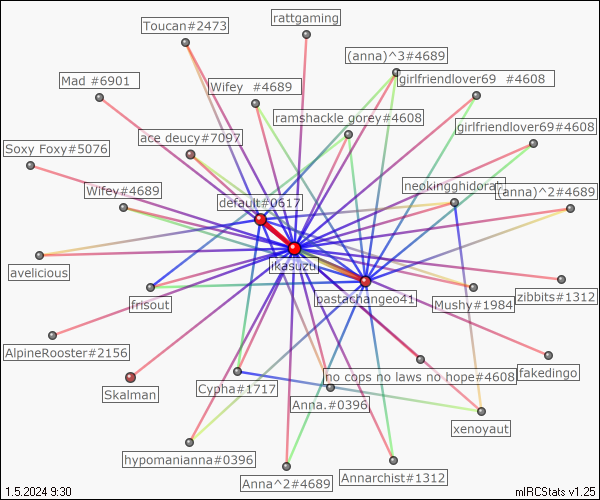 rattgaming
Toucan#2473
(anna)^3#4689
girlfriendlover69   #4608
Mad #6901
Wifey   #4689
ramshackle gorey#4608
girlfriendlover69#4608
ace deucy#7097
Soxy Foxy#5076
Wifey#4689
neokingghidorah
(anna)^2#4689
default#0617
ikasuzu
avelicious
pastachangeo41
frisout
Mushy#1984
zibbits#1312
AlpineRooster#2156
fakedingo
no cops no laws no hope#4608
Skalman
Cypha#1717
Anna.#0396
xenoyaut
hypomanianna#0396
Anna^2#4689
Annarchist#1312
1.5.2024 9:30
mIRCStats v1.25